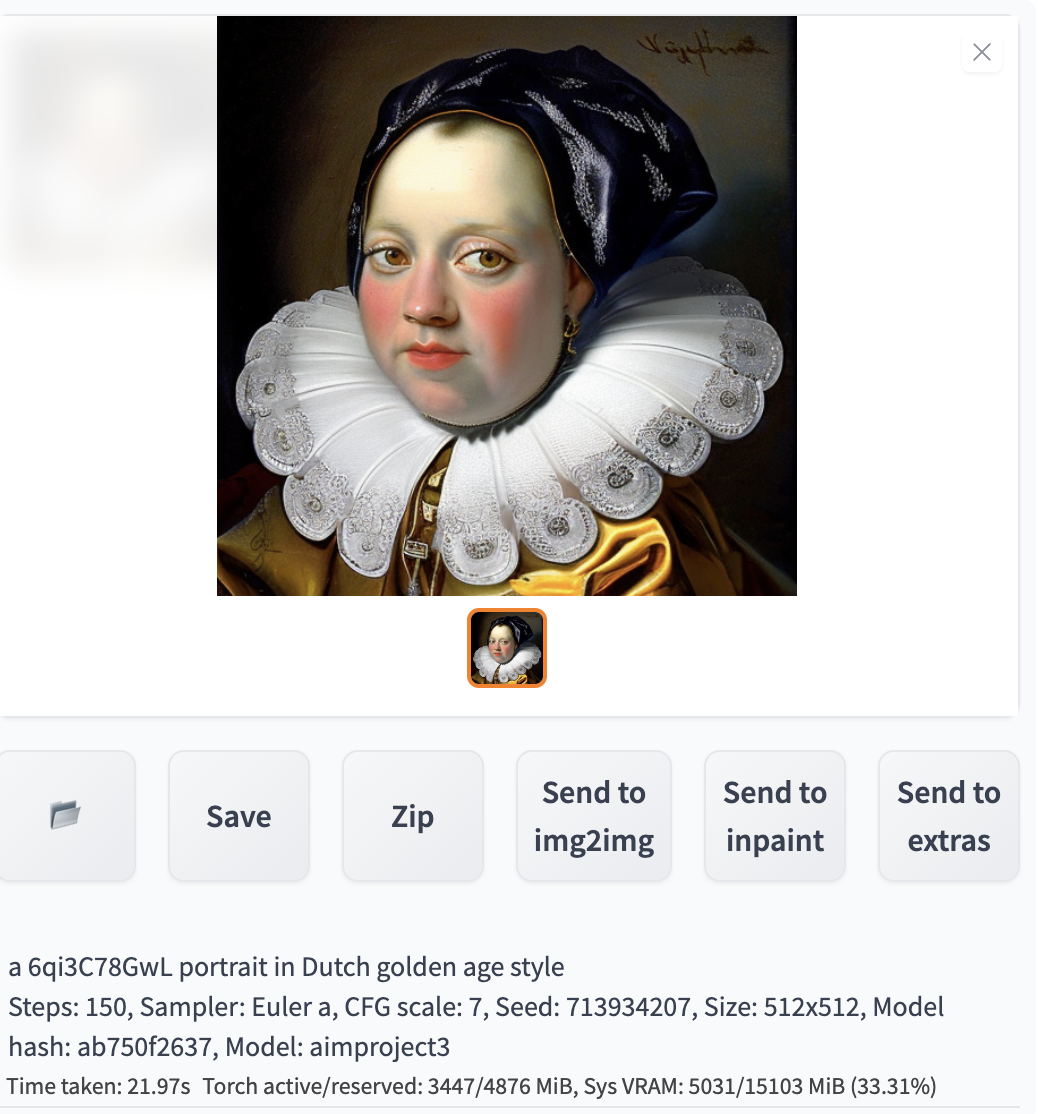 Save
Zip
Send to
img2img
Send to
inpaint
Send to
extras
a 6qi3C78GwL portrait in Dutch golden age style
Steps: 150, Sampler: Euler a, CFG scale: 7, Seed: 713934207, Size: 512x512, Model
hash: ab750f2637, Model: aimproject3
Time taken: 21.97s Torch active/reserved: 3447/4876 MiB, Sys VRAM: 5031/15103 MiB (33.31%)